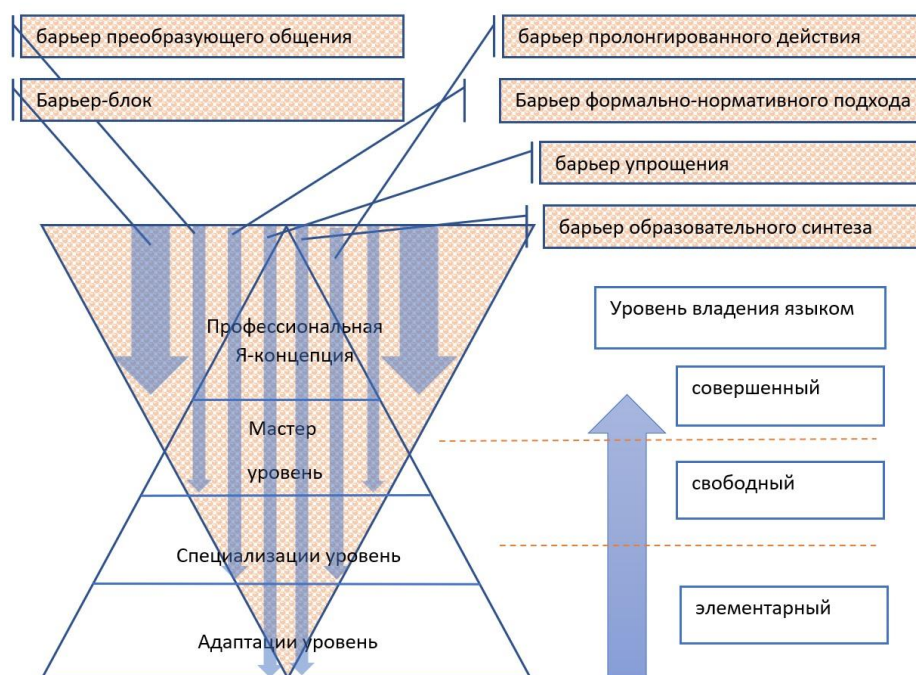 барьер преобразующего общения
барьер пролонгированного действия
Барьер-блок
Барьер формально-нормативного подхода
барьер упрощения
барьер образовательного синтеза
Уровень владения языком
Профессиональная
Я-концепция
совершенный
Мастер
уровень
свободный
Специализации уровень
элементарный
Адаптации уровень